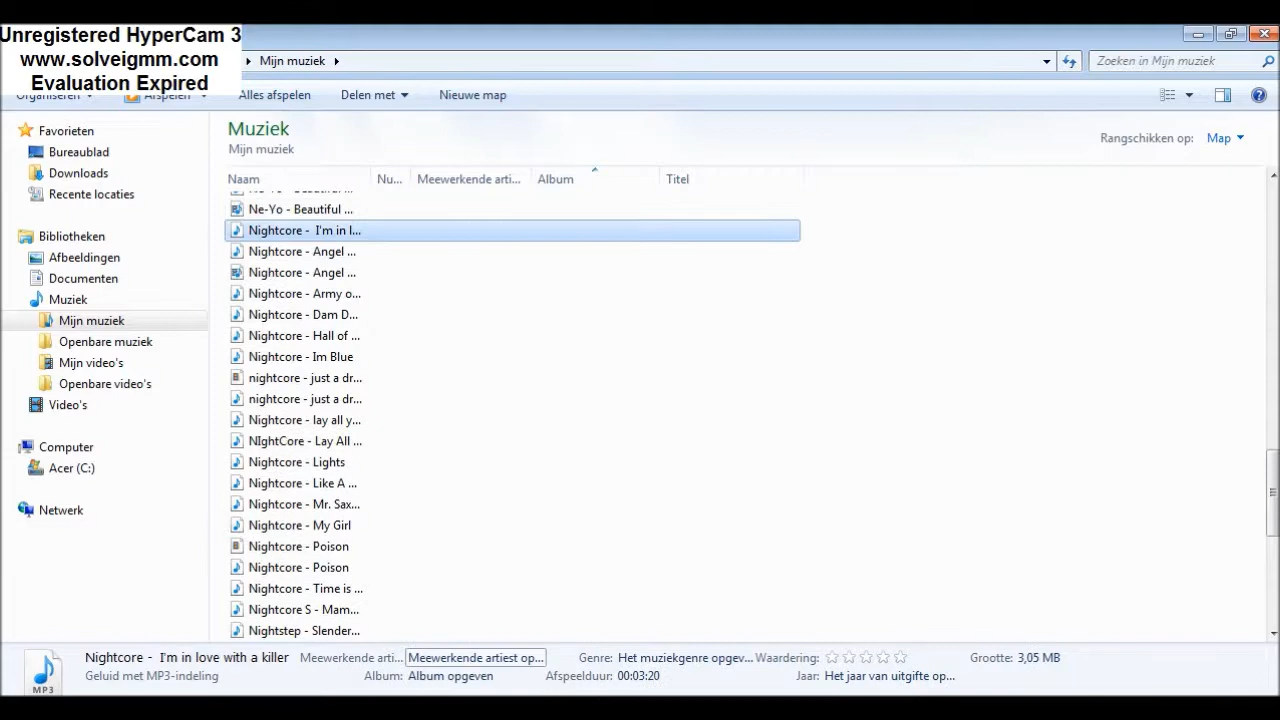 Unregistered HyperCam 3
www.solveigmm.com
Evaluation Expired
Mijn muziek
Zoeken in Mijn muziek
Organiseren
Afspelen
Alles afspelen
Delen met
Nieuwe map
Favorieten
Bureaublad
Downloads
Recente locaties
Bibliotheken
Afbeeldingen
Documenten
Muziek
Mijn muziek
Openbare muziek
Mijn video's
Openbare video's
Video's
Computer
Acer (C:)
Netwerk
Muziek
Mijn muziek
Rangschikken op: Map
Naam Nu... Meewerkende arti... Album Titel
Ne-Yo - Beautiful ...
Ne-Yo - Beautiful ...
Nightcore -  I'm in l...
Nightcore - Angel ...
Nightcore - Angel ...
Nightcore - Army o...
Nightcore - Dam D...
Nightcore - Hall of ...
Nightcore - Im Blue
nightcore - just a dr...
nightcore - just a dr...
Nightcore - lay all y...
NIghtCore - Lay All ...
Nightcore - Lights
Nightcore - Like A ...
Nightcore - Mr. Sax...
Nightcore - My Girl
Nightcore - Poison
Nightcore - Poison
Nightcore - Time is ...
Nightcore S - Mam...
Nightstep - Slender...
Nightcore -  I'm in love with a killer Meewerkende arti... Meewerkende artiest op... Genre: Het muziekgenre opgev... Waardering: Grootte: 3,05 MB
Geluid met MP3-indeling Album: Album opgeven Afspeelduur: 00:03:20 Jaar: Het jaar van uitgifte op...
MP3